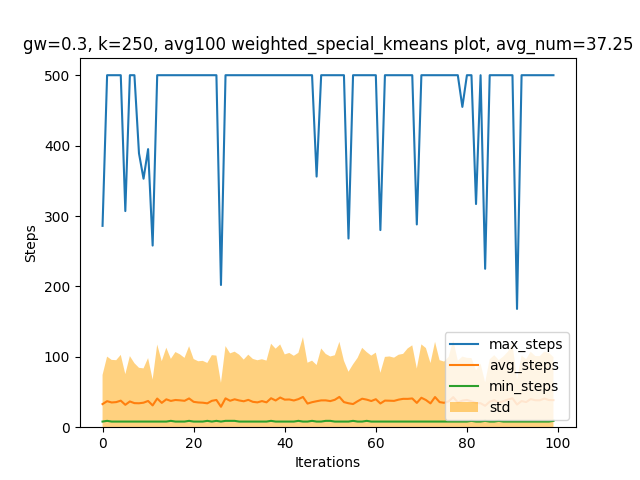 gw=0.3, k=250, avg100 weighted_special_kmeans plot, avg_num=37.25
500
400
300
200
100
0
Steps
max_steps
avg_steps
min_steps
std
0 20 40 60 80 100
Iterations